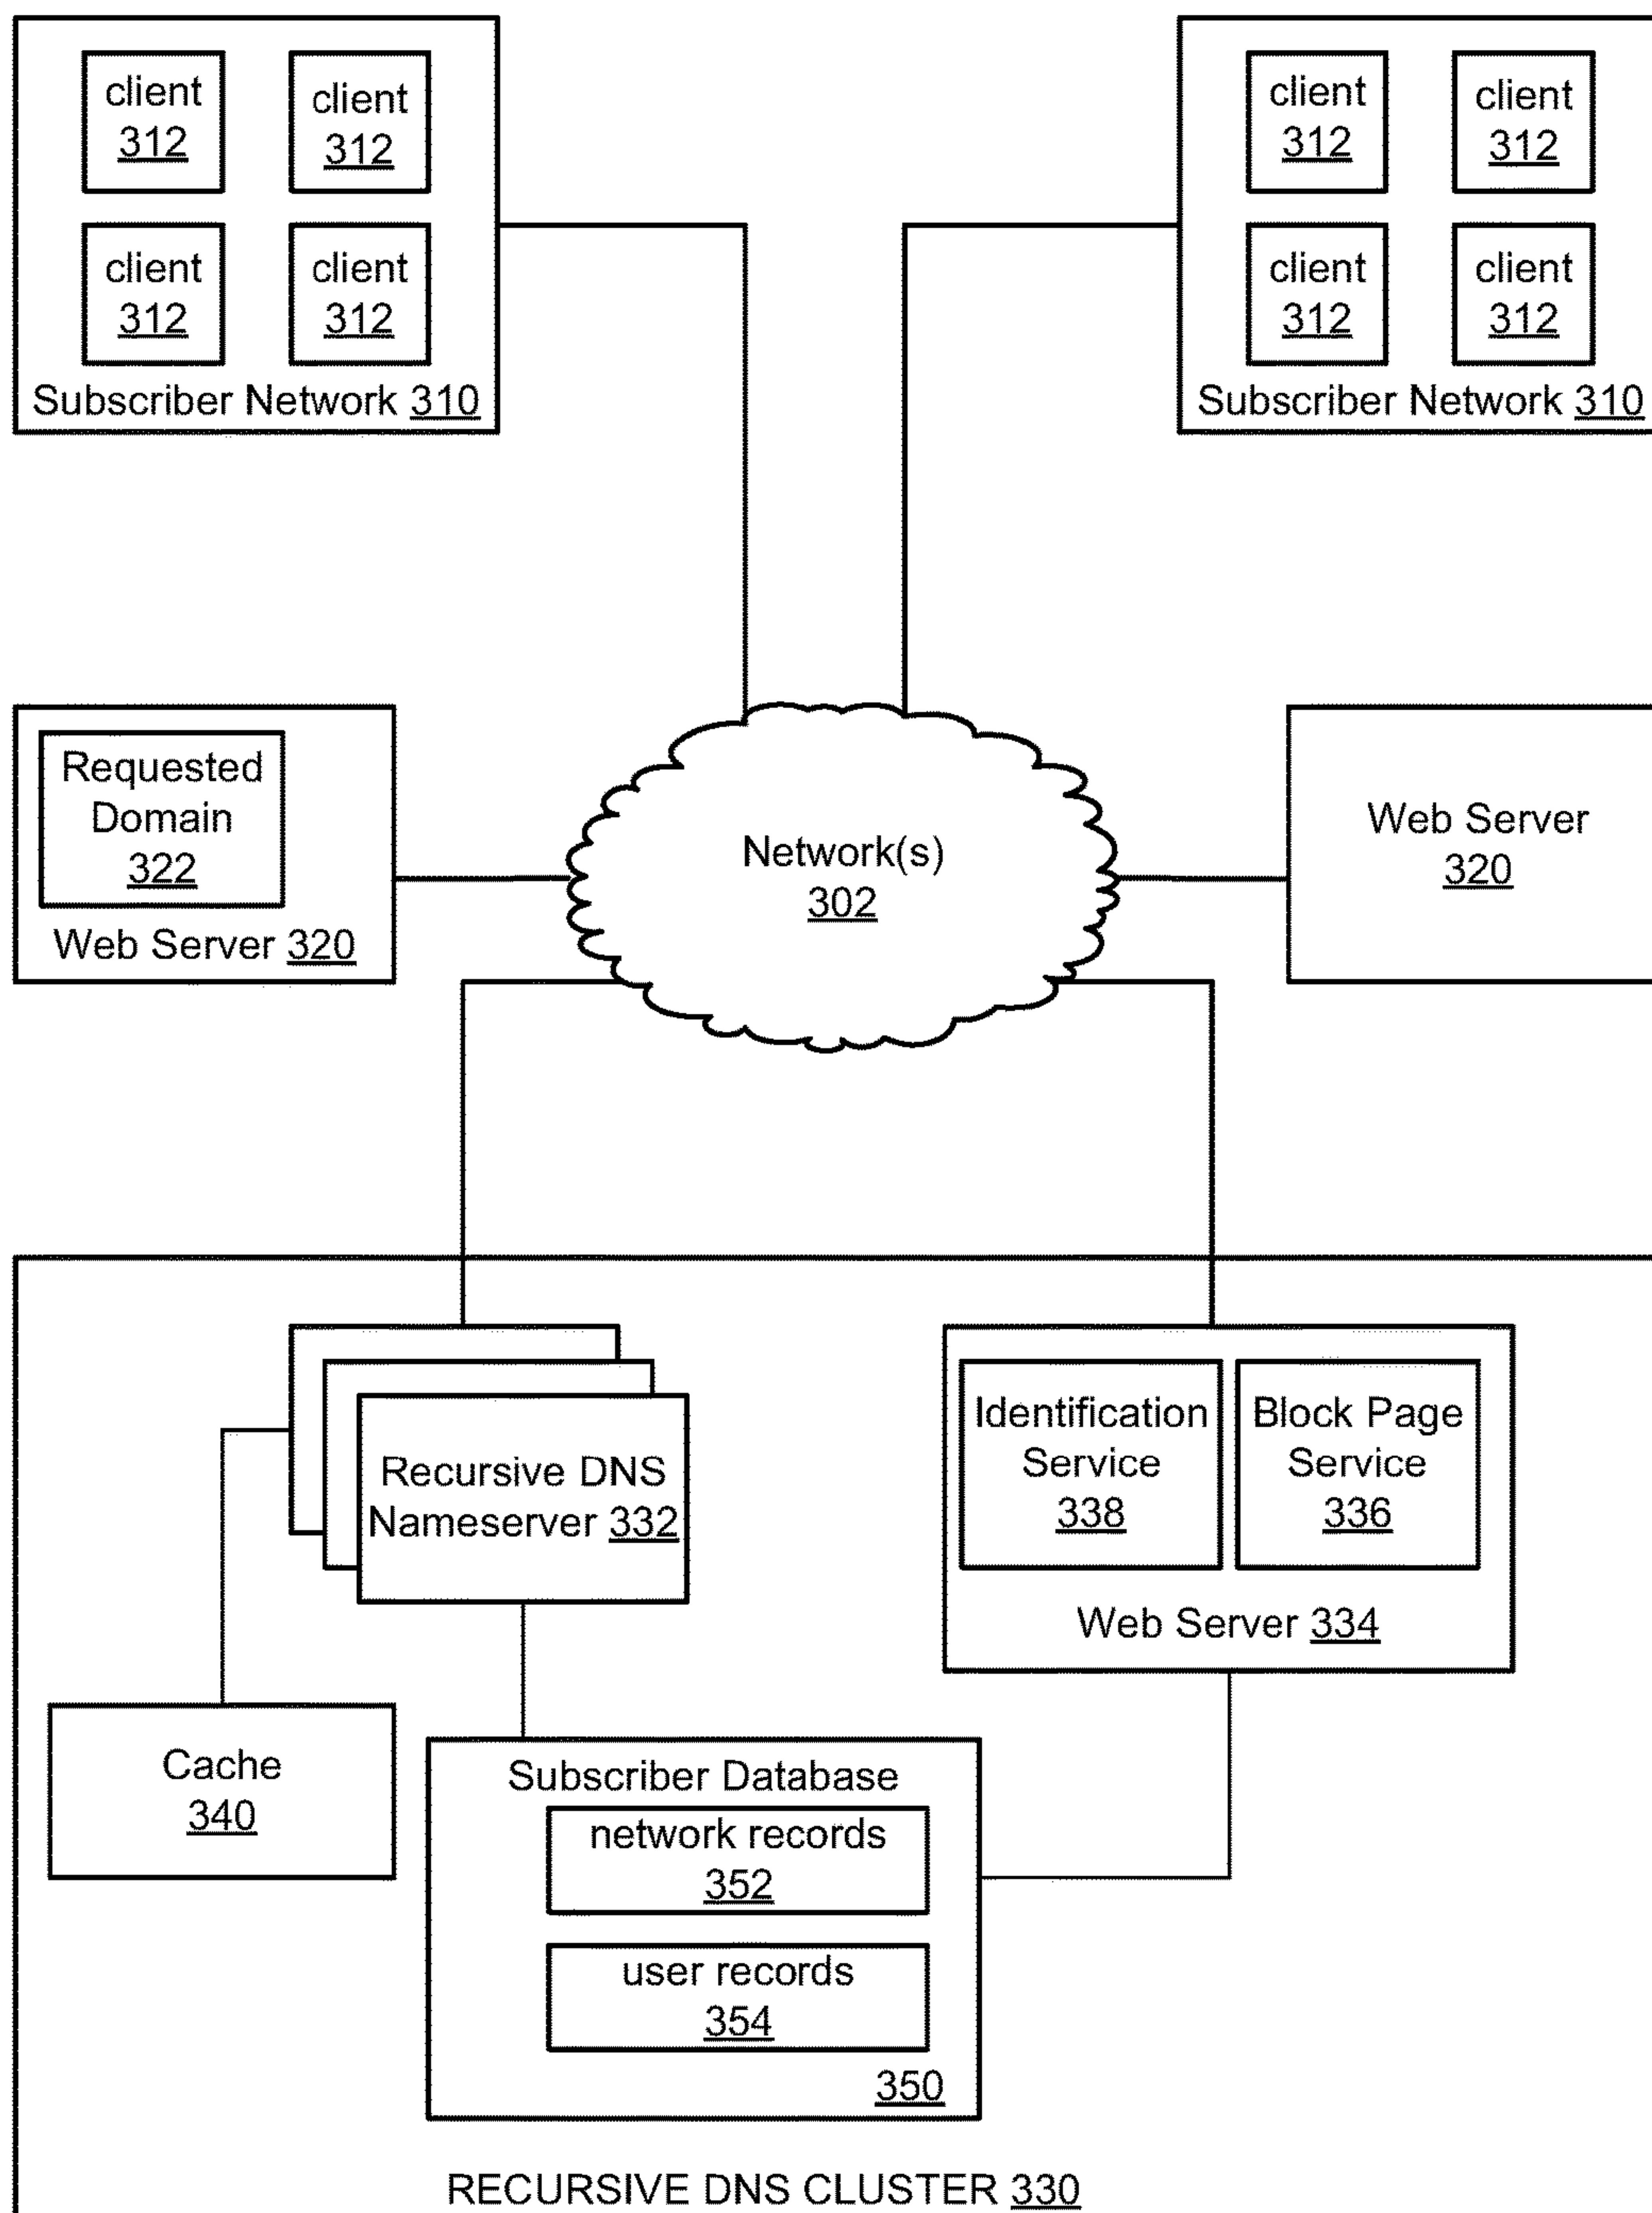 client
312
client
312
client
312
client
312
Subscriber Network 310
client
312
client
312
client
312
client
312
Subscriber Network 310
Requested
Domain
322
Web Server 320
Network(s)
302
Web Server
320
Recursive DNS
Nameserver 332
Identification
Service
338
Block Page
Service
336
Web Server 334
Cache
340
Subscriber Database
network records
352
user records
354
350
RECURSIVE DNS CLUSTER 330